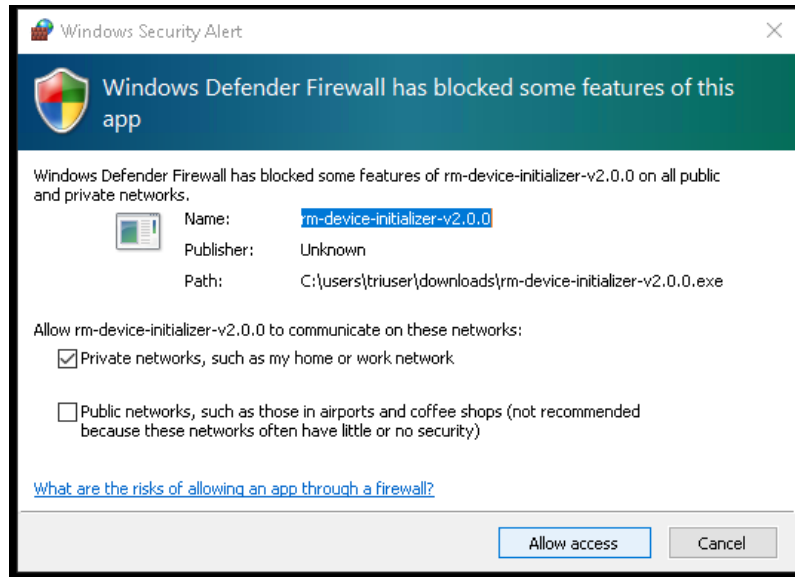 Windows Security Alert
Windows Defender Firewall has blocked some features of this
app
Windows Defender Firewall has blocked some features of rm-device-initializer-v2.0.0 on all public
and private networks.
Name: rm-device-initializer-v2.0.0
Publisher: Unknown
Path: C:\users\triuser\downloads\rm-device-initializer-v2.0.0.exe
Allow rm-device-initializer-v2.0.0 to communicate on these networks:
Private networks, such as my home or work network
Public networks, such as those in airports and coffee shops (not recommended
because these networks often have little or no security)
What are the risks of allowing an app through a firewall?
Allow access Cancel